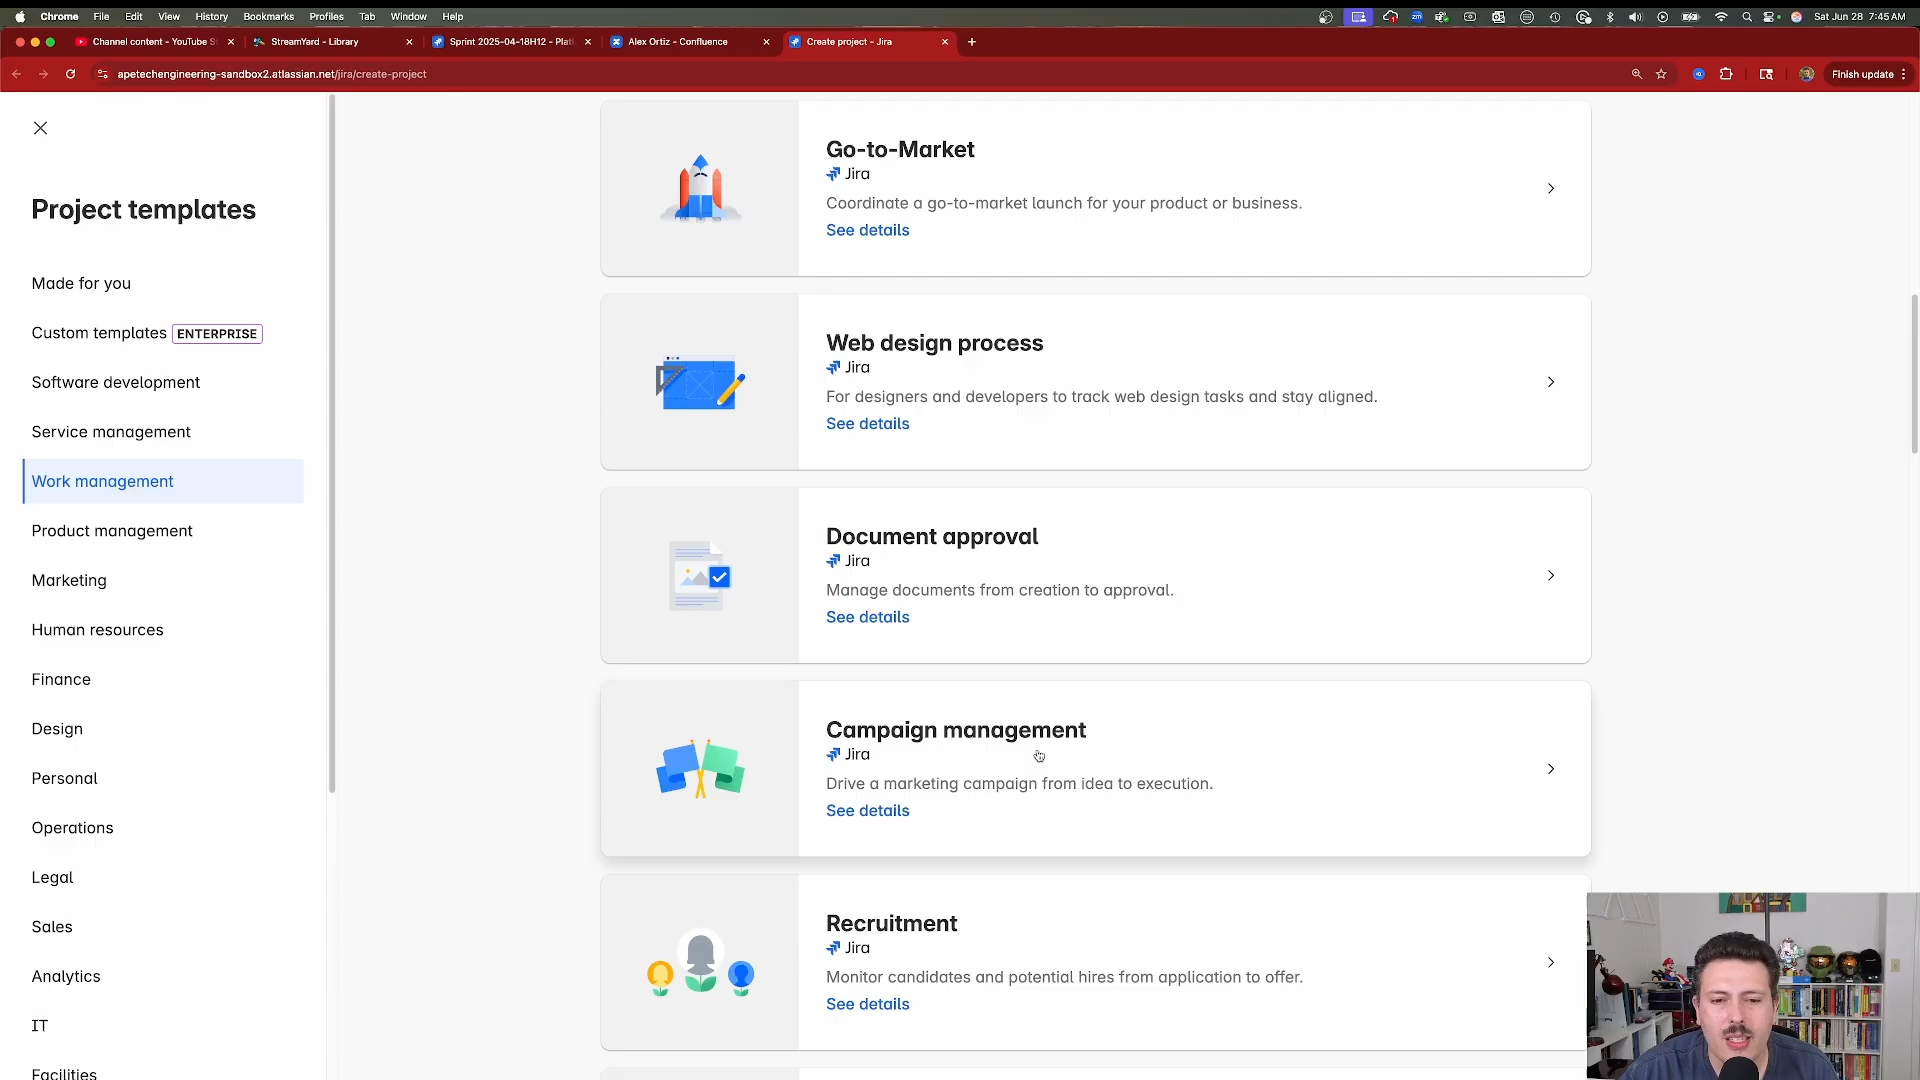 Chrome File Edit View History Bookmarks Profiles Tab Window Help Sat Jun 28 7:45 AM
Channel content - YouTube S StreamYard - Library Sprint 2025-04-18H12 - Plat Alex Ortiz - Confluence Create project - Jira
apetechengineering-sandbox2.atlassian.net/jira/create-project Finish update
Project templates
Made for you
Custom templates ENTERPRISE
Software development
Service management
Work management
Product management
Marketing
Human resources
Finance
Design
Personal
Operations
Legal
Sales
Analytics
IT
Facilities
Go-to-Market
Jira
Coordinate a go-to-market launch for your product or business.
See details
Web design process
Jira
For designers and developers to track web design tasks and stay aligned.
See details
Document approval
Jira
Manage documents from creation to approval.
See details
Campaign management
Jira
Drive a marketing campaign from idea to execution.
See details
Recruitment
Jira
Monitor candidates and potential hires from application to offer.
See details